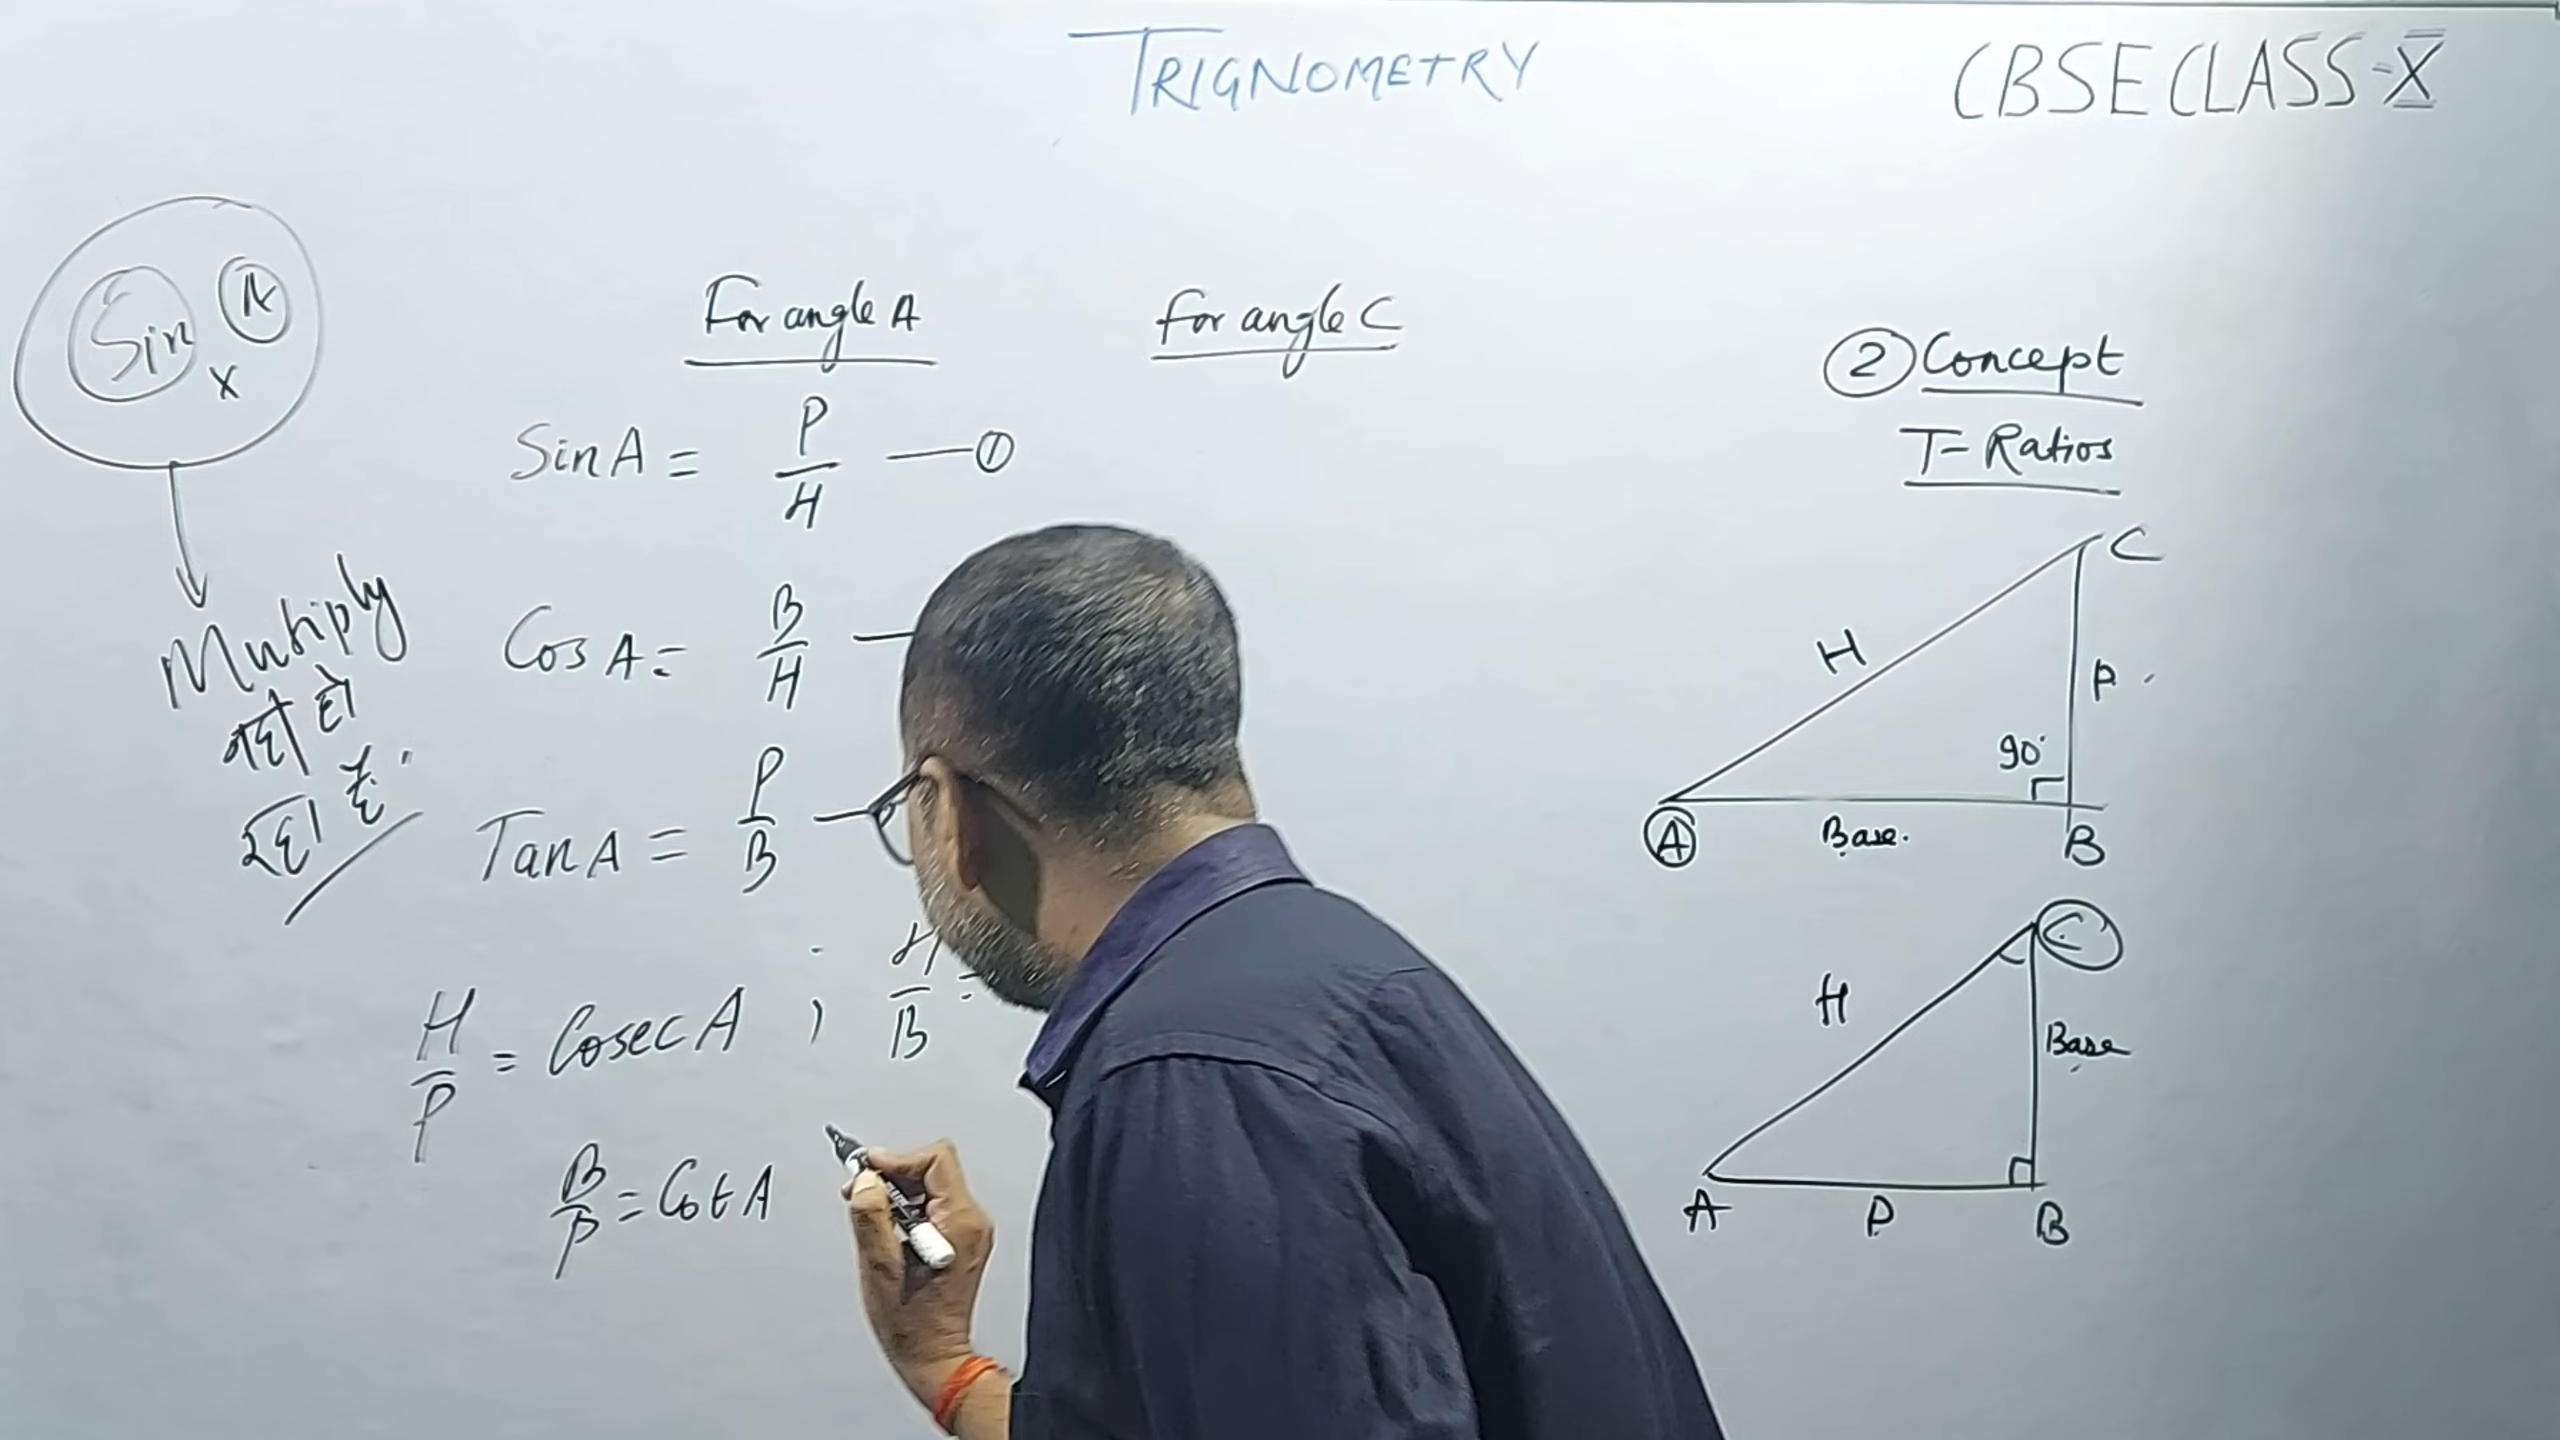 TRIGNOMETRY
CBSE CLASS-X
Sin A
x
Multiply
नहीं हो
रहा है.
For angle A
Sin A = P/H —①
Cos A = B/H —
Tan A = P/B —
H/P = Cosec A ; H/B =
B/P = Cot A
For angle C
② Concept
T-Ratios
C
H
P
90°
A
Base.
B
C
H
Base
A
P
B